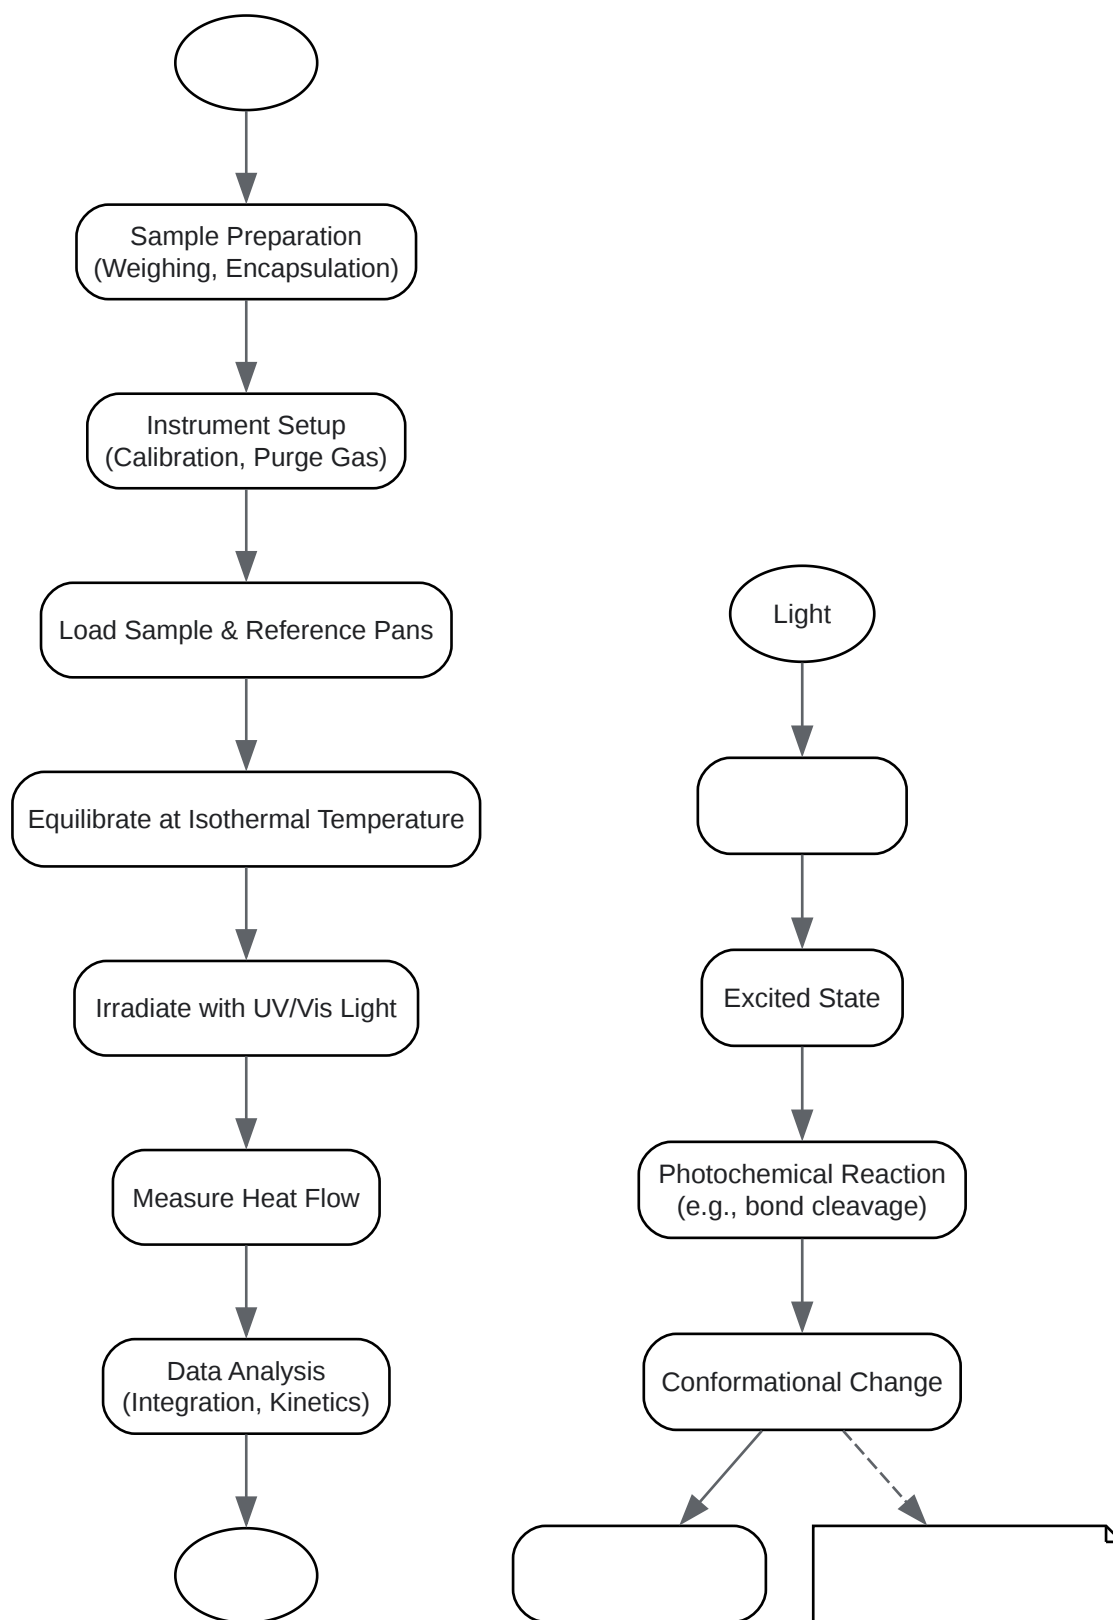 Sample Preparation
(Weighing, Encapsulation)
Instrument Setup
(Calibration, Purge Gas)
Load Sample & Reference Pans
Equilibrate at Isothermal Temperature
Irradiate with UV/Vis Light
Measure Heat Flow
Data Analysis
(Integration, Kinetics)
Light
Excited State
Photochemical Reaction
(e.g., bond cleavage)
Conformational Change